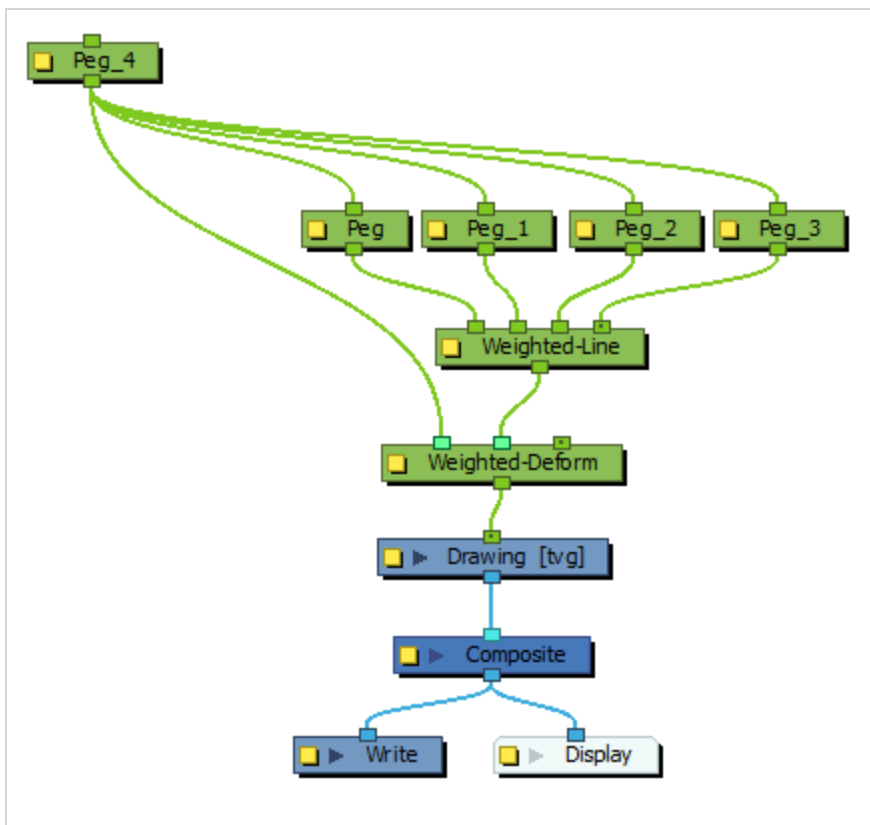 Peg_4
Peg
Peg_1
Peg_2
Peg_3
Weighted-Line
Weighted-Deform
Drawing [tvg]
Composite
Write
Display